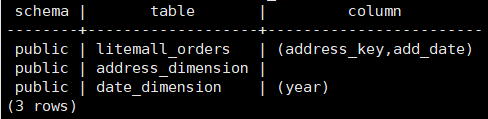 schema | table | column
--------+-------------------+-------------------------
public | litemall_orders | (address_key,add_date)
public | address_dimension |
public | date_dimension | (year)
(3 rows)